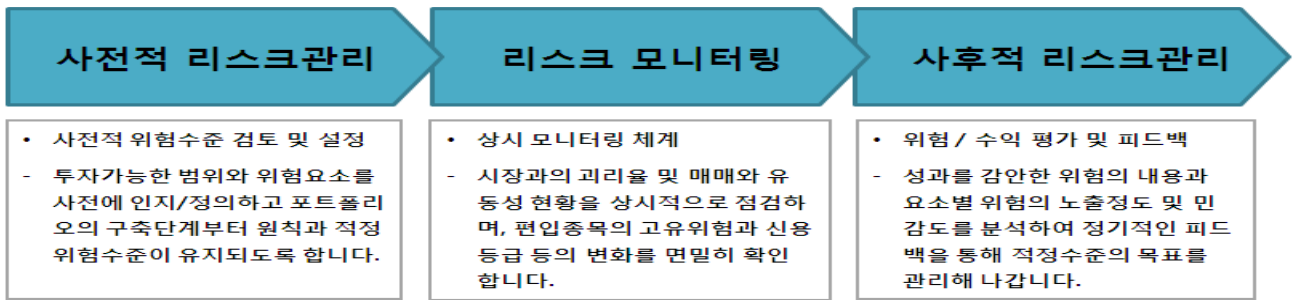 사전적 리스크관리
리스크 모니터링
사후적 리스크관리
• 사전적 위험수준 검토 및 설정
- 투자가능한 범위와 위험요소를
사전에 인지/정의하고 포트폴리
오의 구축단계부터 원칙과 적정
위험수준이 유지되도록 합니다.
• 상시 모니터링 체계
- 시장과의 괴리율 및 매매와 유
동성 현황을 상시적으로 점검하
며, 편입종목의 고유위험과 신용
등급 등의 변화를 면밀히 확인
합니다.
• 위험 / 수익 평가 및 피드백
- 성과를 감안한 위험의 내용과
요소별 위험의 노출정도 및 민
감도를 분석하여 정기적인 피드
백을 통해 적정수준의 목표를
관리해 나갑니다.